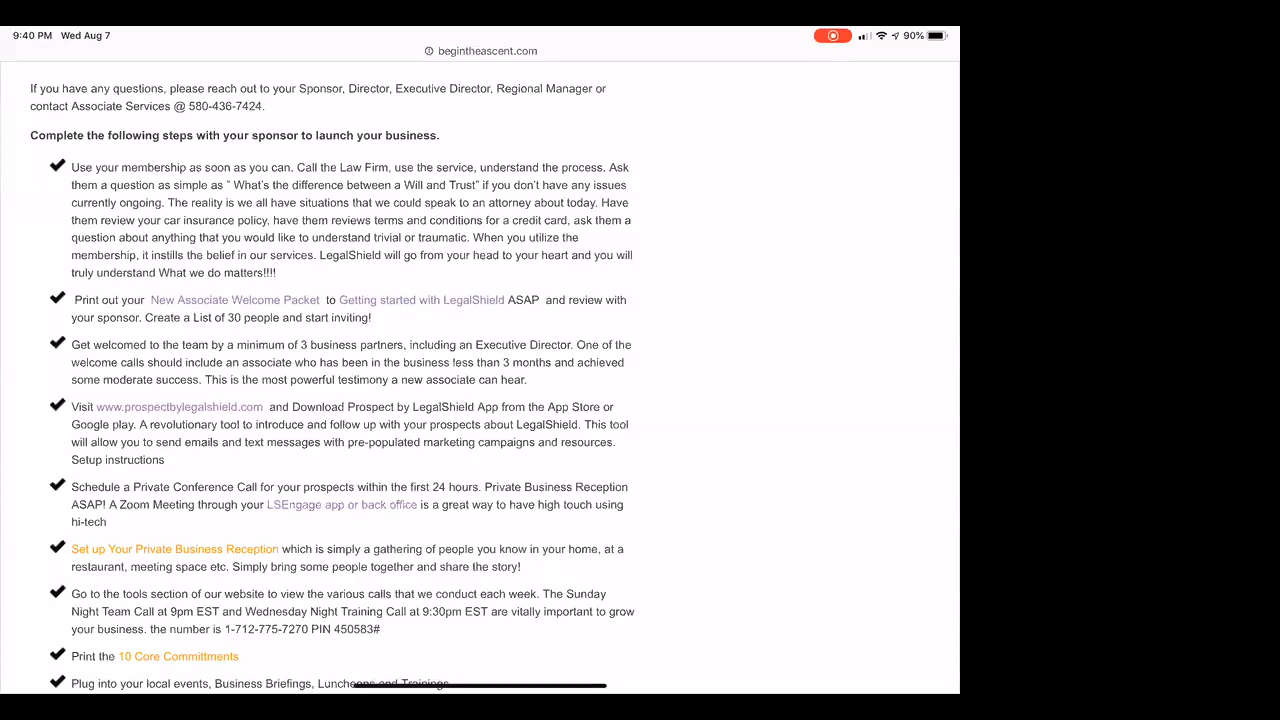 9:40 PM Wed Aug 7
90%
begintheascent.com
If you have any questions, please reach out to your Sponsor, Director, Executive Director, Regional Manager or
contact Associate Services @ 580-436-7424.
Complete the following steps with your sponsor to launch your business.
Use your membership as soon as you can. Call the Law Firm, use the service, understand the process. Ask
them a question as simple as " What's the difference between a Will and Trust" if you don't have any issues
currently ongoing. The reality is we all have situations that we could speak to an attorney about today. Have
them review your car insurance policy, have them reviews terms and conditions for a credit card, ask them a
question about anything that you would like to understand trivial or traumatic. When you utilize the
membership, it instills the belief in our services. LegalShield will go from your head to your heart and you will
truly understand What we do matters!!!!
Print out your New Associate Welcome Packet to Getting started with LegalShield ASAP and review with
your sponsor. Create a List of 30 people and start inviting!
Get welcomed to the team by a minimum of 3 business partners, including an Executive Director. One of the
welcome calls should include an associate who has been in the business less than 3 months and achieved
some moderate success. This is the most powerful testimony a new associate can hear.
Visit www.prospectbylegalshield.com and Download Prospect by LegalShield App from the App Store or
Google play. A revolutionary tool to introduce and follow up with your prospects about LegalShield. This tool
will allow you to send emails and text messages with pre-populated marketing campaigns and resources.
Setup instructions
Schedule a Private Conference Call for your prospects within the first 24 hours. Private Business Reception
ASAP! A Zoom Meeting through your LSEngage app or back office is a great way to have high touch using
hi-tech
Set up Your Private Business Reception which is simply a gathering of people you know in your home, at a
restaurant, meeting space etc. Simply bring some people together and share the story!
Go to the tools section of our website to view the various calls that we conduct each week. The Sunday
Night Team Call at 9pm EST and Wednesday Night Training Call at 9:30pm EST are vitally important to grow
your business. the number is 1-712-775-7270 PIN 450583#
Print the 10 Core Committments
Plug into your local events, Business Briefings, Luncheons and Trainings